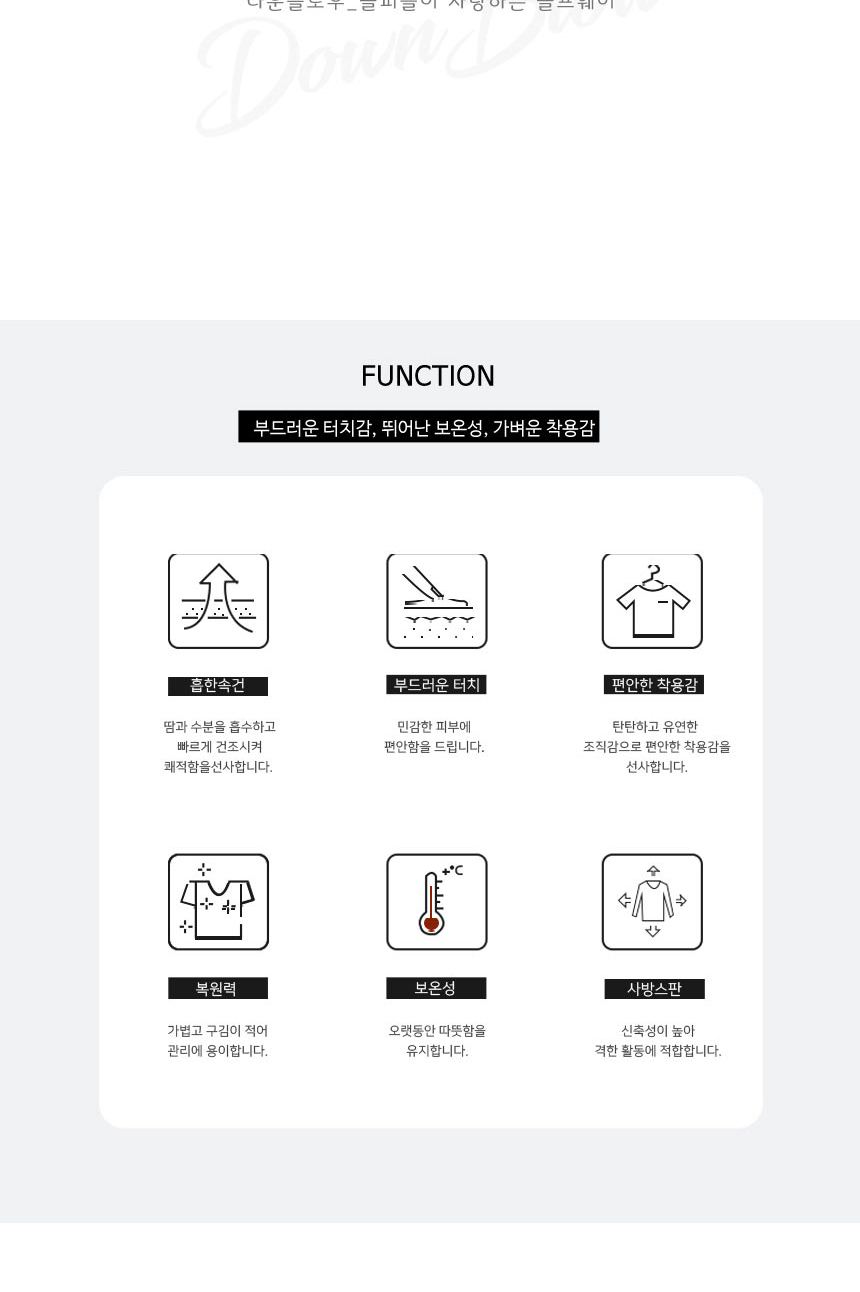 Down Blow
FUNCTION
부드러운 터치감, 뛰어난 보온성, 가벼운 착용감
흡한속건
부드러운 터치
편안한 착용감
땀과 수분을 흡수하고
빠르게 건조시켜
쾌적함을선사합니다.
민감한 피부에
편안함을 드립니다.
탄탄하고 유연한
조직감으로 편안한 착용감을
선사합니다.
+°C
복원력
보온성
사방스판
가볍고 구김이 적어
관리에 용이합니다.
오랫동안 따뜻함을
유지합니다.
신축성이 높아
격한 활동에 적합합니다.